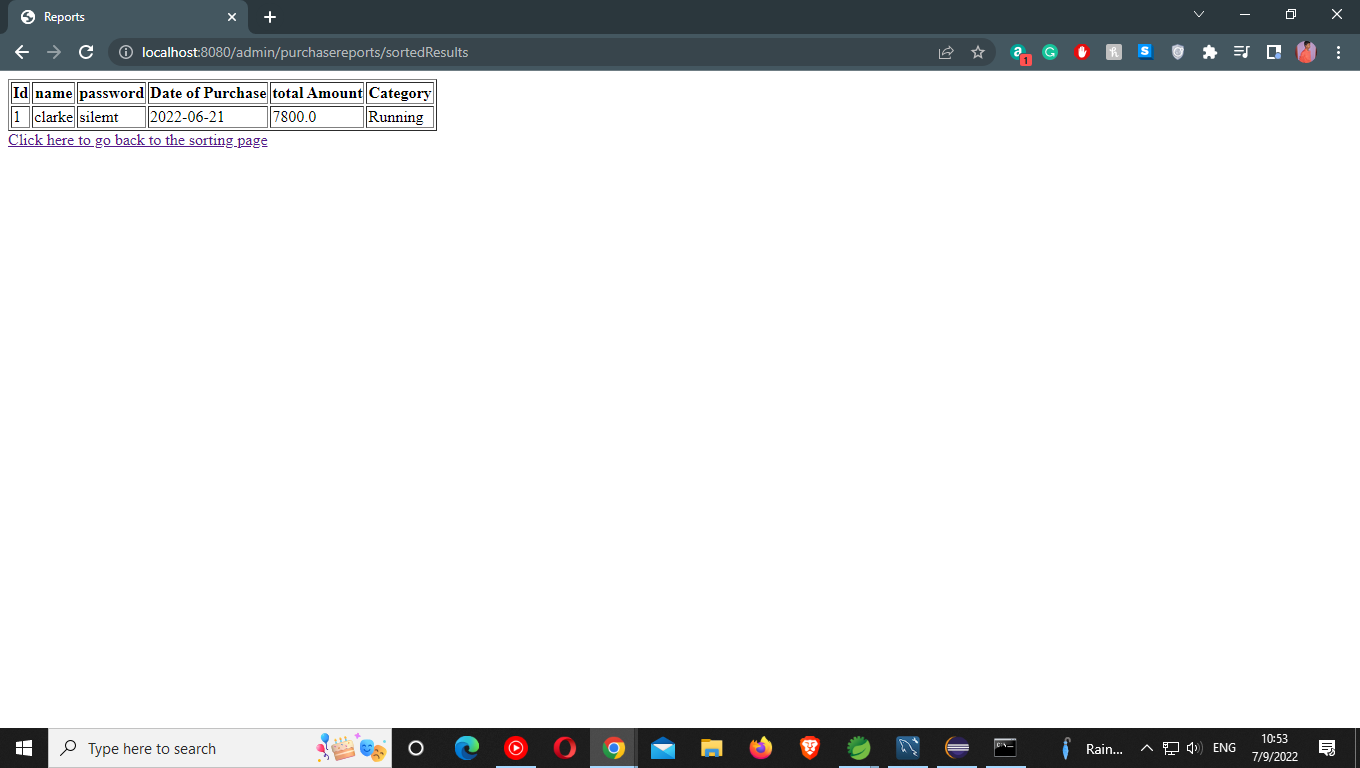 Reports
localhost:8080/admin/purchasereports/sortedResults
1
Id name password Date of Purchase total Amount Category
1 clarke silemt 2022-06-21 7800.0 Running
Click here to go back to the sorting page
Type here to search
Rain...
ENG
10:53
7/9/2022